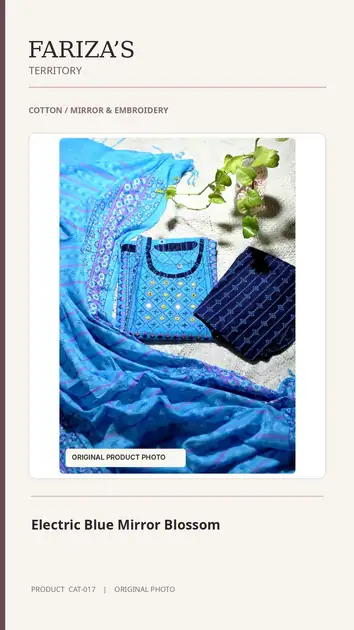 FARIZA’S
TERRITORY
COTTON / MIRROR & EMBROIDERY
ORIGINAL PRODUCT PHOTO
Electric Blue Mirror Blossom
PRODUCT CAT-017 | ORIGINAL PHOTO